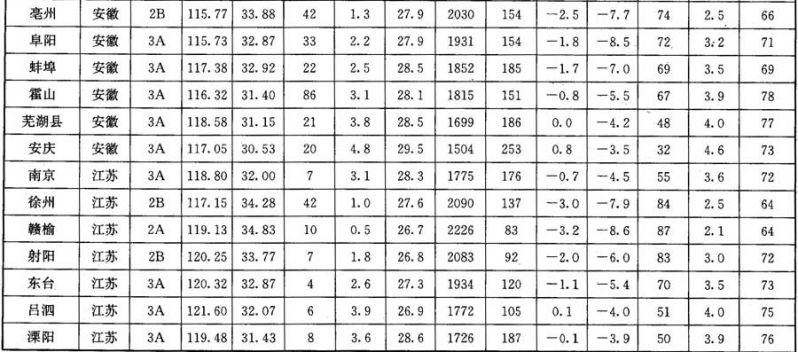 亳州 安徽 2B 115.77 33.88 42 1.3 27.9 2030 154 −2.5 −7.7 74 2.5 66
阜阳 安徽 3A 115.73 32.87 33 2.2 27.9 1931 154 −1.8 −8.5 72 3.2 71
蚌埠 安徽 3A 117.38 32.92 22 2.5 28.5 1852 185 −1.7 −7.0 69 3.5 69
霍山 安徽 3A 116.32 31.40 86 3.1 28.1 1815 151 −0.8 −5.5 67 3.9 78
芜湖县 安徽 3A 118.58 31.15 21 3.8 28.5 1699 186 0.0 −4.2 48 4.0 77
安庆 安徽 3A 117.05 30.53 20 4.8 29.5 1504 253 0.8 −3.5 32 4.6 73
南京 江苏 3A 118.80 32.00 7 3.1 28.3 1775 176 −0.7 −4.5 55 3.6 72
徐州 江苏 2B 117.15 34.28 42 1.0 27.6 2090 137 −3.0 −7.9 84 2.5 64
赣榆 江苏 2A 119.13 34.83 10 0.5 26.7 2226 83 −3.2 −8.6 87 2.1 64
射阳 江苏 2B 120.25 33.77 7 1.8 26.8 2083 92 −2.0 −6.0 83 3.0 72
东台 江苏 3A 120.32 32.87 4 2.6 27.3 1934 120 −1.1 −5.4 70 3.5 73
吕泗 江苏 3A 121.60 32.07 6 3.9 26.9 1772 105 0.1 −4.0 51 4.0 75
溧阳 江苏 3A 119.48 31.43 8 3.6 28.6 1726 187 −0.1 −3.9 50 3.9 76